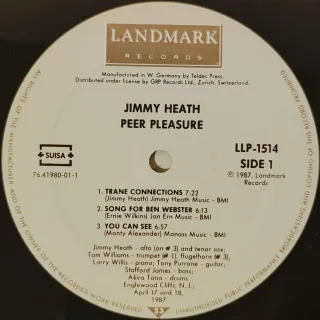 LANDMARK
RECORDS
Manufactured in W. Germany by Teldec Press.
Distributed under license by GRP Records Ltd., Zurich, Switzerland.
JIMMY HEATH
PEER PLEASURE
LLP-1514
SIDE 1
SUISA
℗ 1987, Landmark
Records
76.41980-01-1
1. TRANE CONNECTIONS 7:22
(Jimmy Heath) Jimmy Heath Music - BMI
2. SONG FOR BEN WEBSTER 6:13
(Ernie Wilkins) Jan Ern Music - BMI
3. YOU CAN SEE 6:57
(Monty Alexander) Monass Music - BMI
Jimmy Heath - alto (on # 3) and tenor sax;
Tom Williams - trumpet (# 1), flugelhorn (# 3);
Larry Willis - piano; Tony Purrone - guitar;
Stafford James - bass;
Akira Tana - drums.
Englewood Cliffs, N.J.;
April 17 and 18,
1987
33
ALL RIGHTS OF THE MANUFACTURER AND OF THE OWNER OF THE RECORDED WORK RESERVED. UNAUTHORISED PUBLIC PERFORMANCE, BROADCASTING AND COPYING OF THIS RECORD PROHIBITED